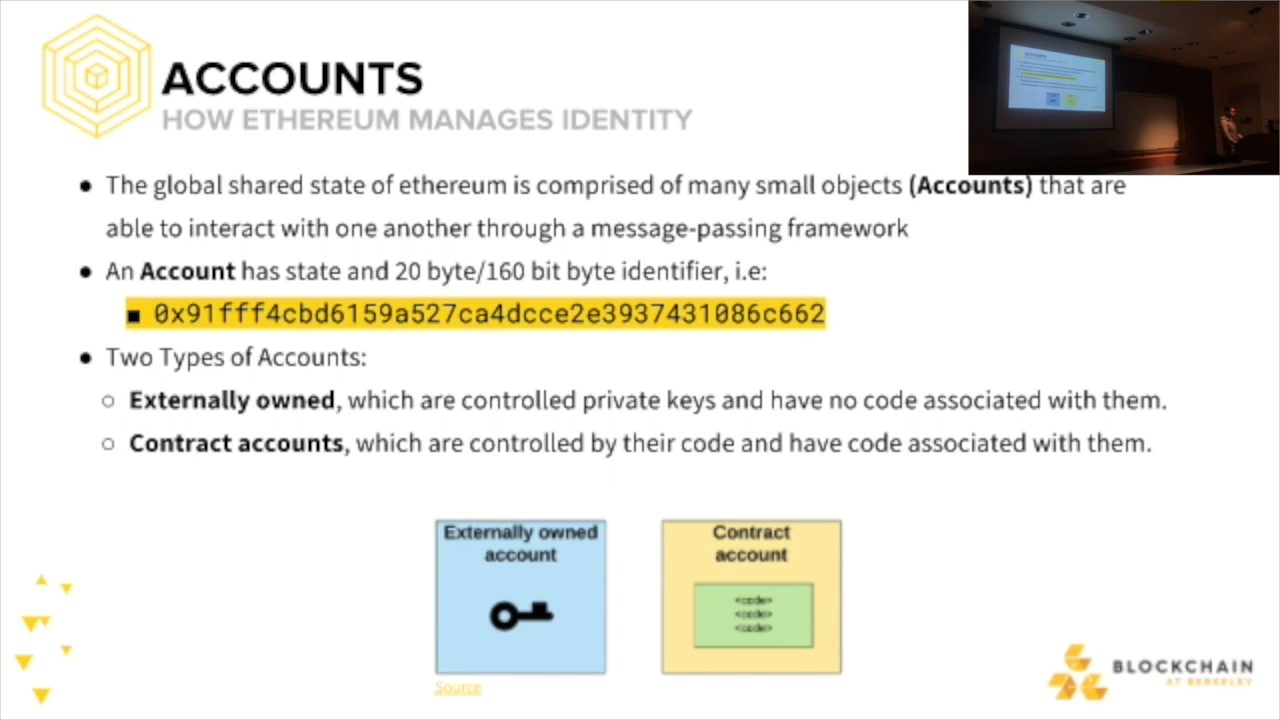 ACCOUNTS
HOW ETHEREUM MANAGES IDENTITY
● The global shared state of ethereum is comprised of many small objects (Accounts) that are
able to interact with one another through a message-passing framework
● An Account has state and 20 byte/160 bit byte identifier, i.e:
■ 0x91fff4cbd6159a527ca4dcce2e3937431086c662
● Two Types of Accounts:
○ Externally owned, which are controlled private keys and have no code associated with them.
○ Contract accounts, which are controlled by their code and have code associated with them.
Externally owned
account
Contract
account
<code>
<code>
<code>
Source
BLOCKCHAIN
AT BERKELEY